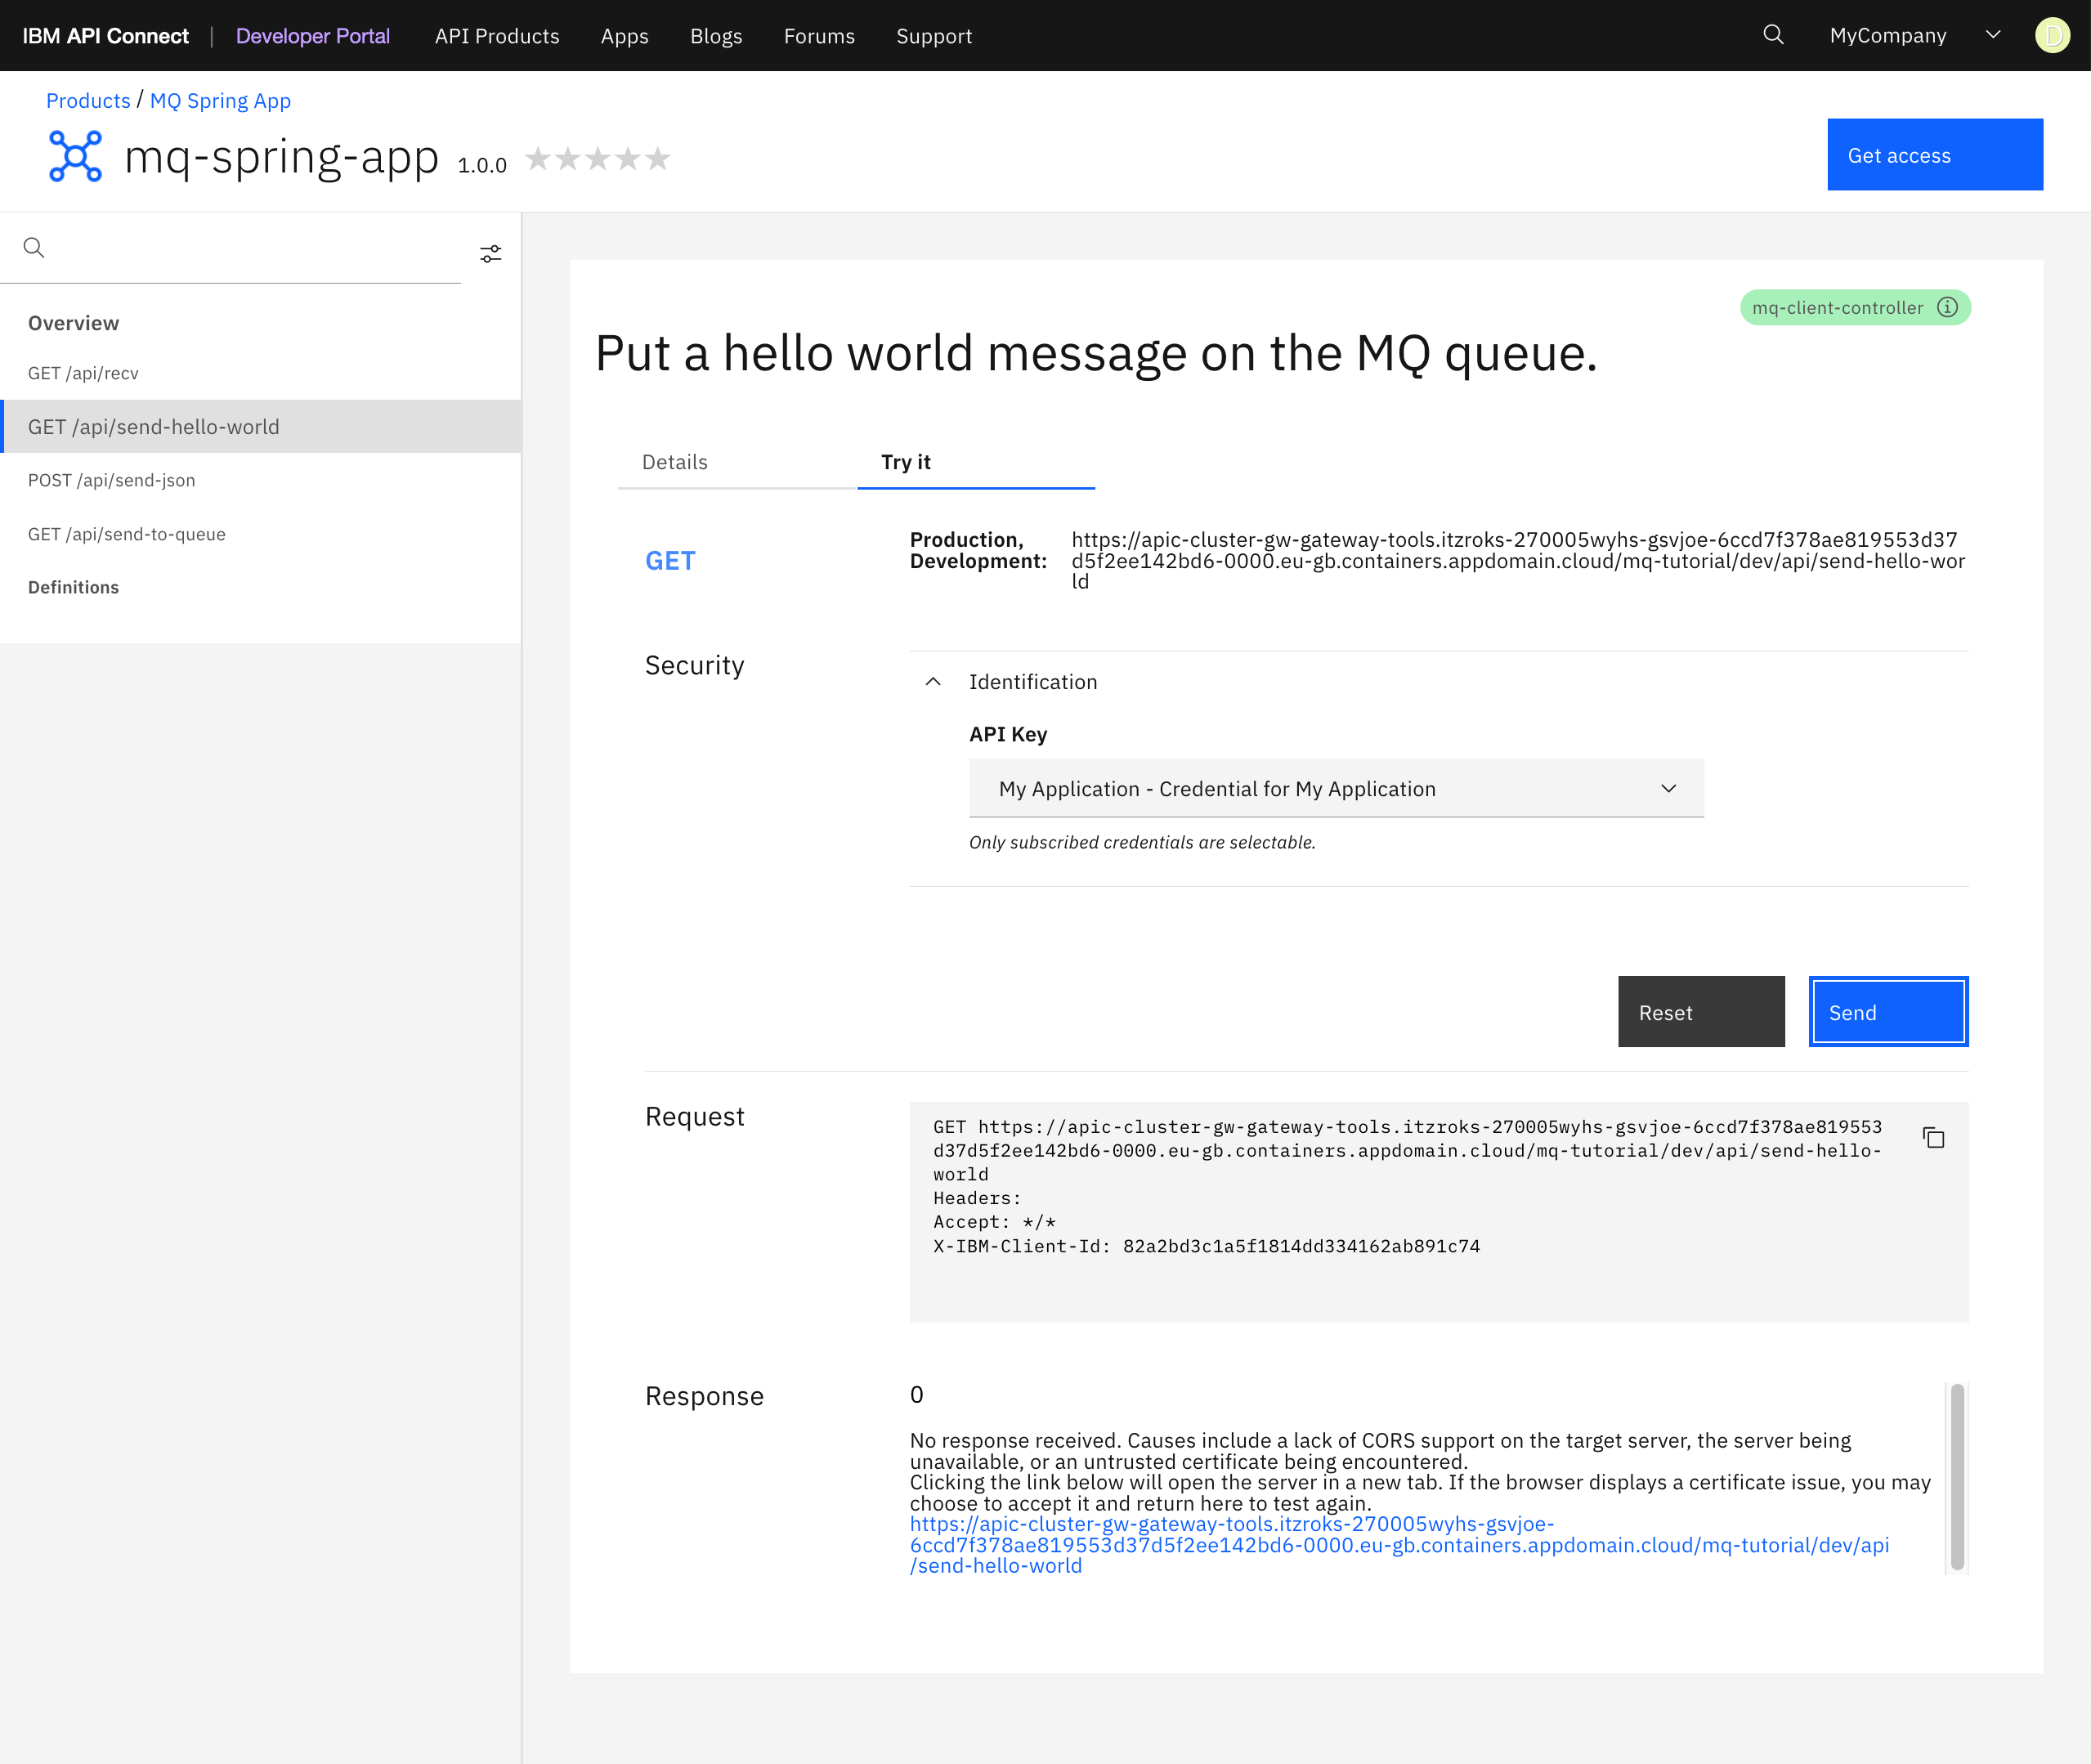 IBM API Connect | Developer Portal API Products Apps Blogs Forums Support MyCompany D
Products / MQ Spring App
mq-spring-app 1.0.0
Get access
Overview
GET /api/recv
GET /api/send-hello-world
POST /api/send-json
GET /api/send-to-queue
Definitions
mq-client-controller
Put a hello world message on the MQ queue.
Details Try it
GET
Production,
Development:
https://apic-cluster-gw-gateway-tools.itzroks-270005wyhs-gsvjoe-6ccd7f378ae819553d37
d5f2ee142bd6-0000.eu-gb.containers.appdomain.cloud/mq-tutorial/dev/api/send-hello-wor
ld
Security
Identification
API Key
My Application - Credential for My Application
Only subscribed credentials are selectable.
Reset Send
Request
GET https://apic-cluster-gw-gateway-tools.itzroks-270005wyhs-gsvjoe-6ccd7f378ae819553
d37d5f2ee142bd6-0000.eu-gb.containers.appdomain.cloud/mq-tutorial/dev/api/send-hello-
world
Headers:
Accept: */*
X-IBM-Client-Id: 82a2bd3c1a5f1814dd334162ab891c74
Response
0
No response received. Causes include a lack of CORS support on the target server, the server being
unavailable, or an untrusted certificate being encountered.
Clicking the link below will open the server in a new tab. If the browser displays a certificate issue, you may
choose to accept it and return here to test again.
https://apic-cluster-gw-gateway-tools.itzroks-270005wyhs-gsvjoe-
6ccd7f378ae819553d37d5f2ee142bd6-0000.eu-gb.containers.appdomain.cloud/mq-tutorial/dev/api
/send-hello-world